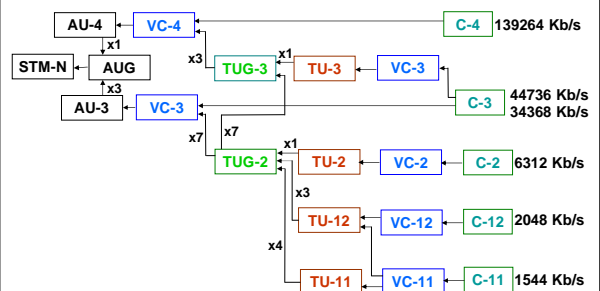 AU-4 VC-4 C-4 139264 Kb/s
x1
x3 x1
STM-N AUG TUG-3 TU-3 VC-3
x3 44736 Kb/s
AU-3 VC-3 C-3 34368 Kb/s
x7 x7
x1
TUG-2 TU-2 VC-2 C-2 6312 Kb/s
x3
TU-12 VC-12 C-12 2048 Kb/s
x4
TU-11 VC-11 C-11 1544 Kb/s